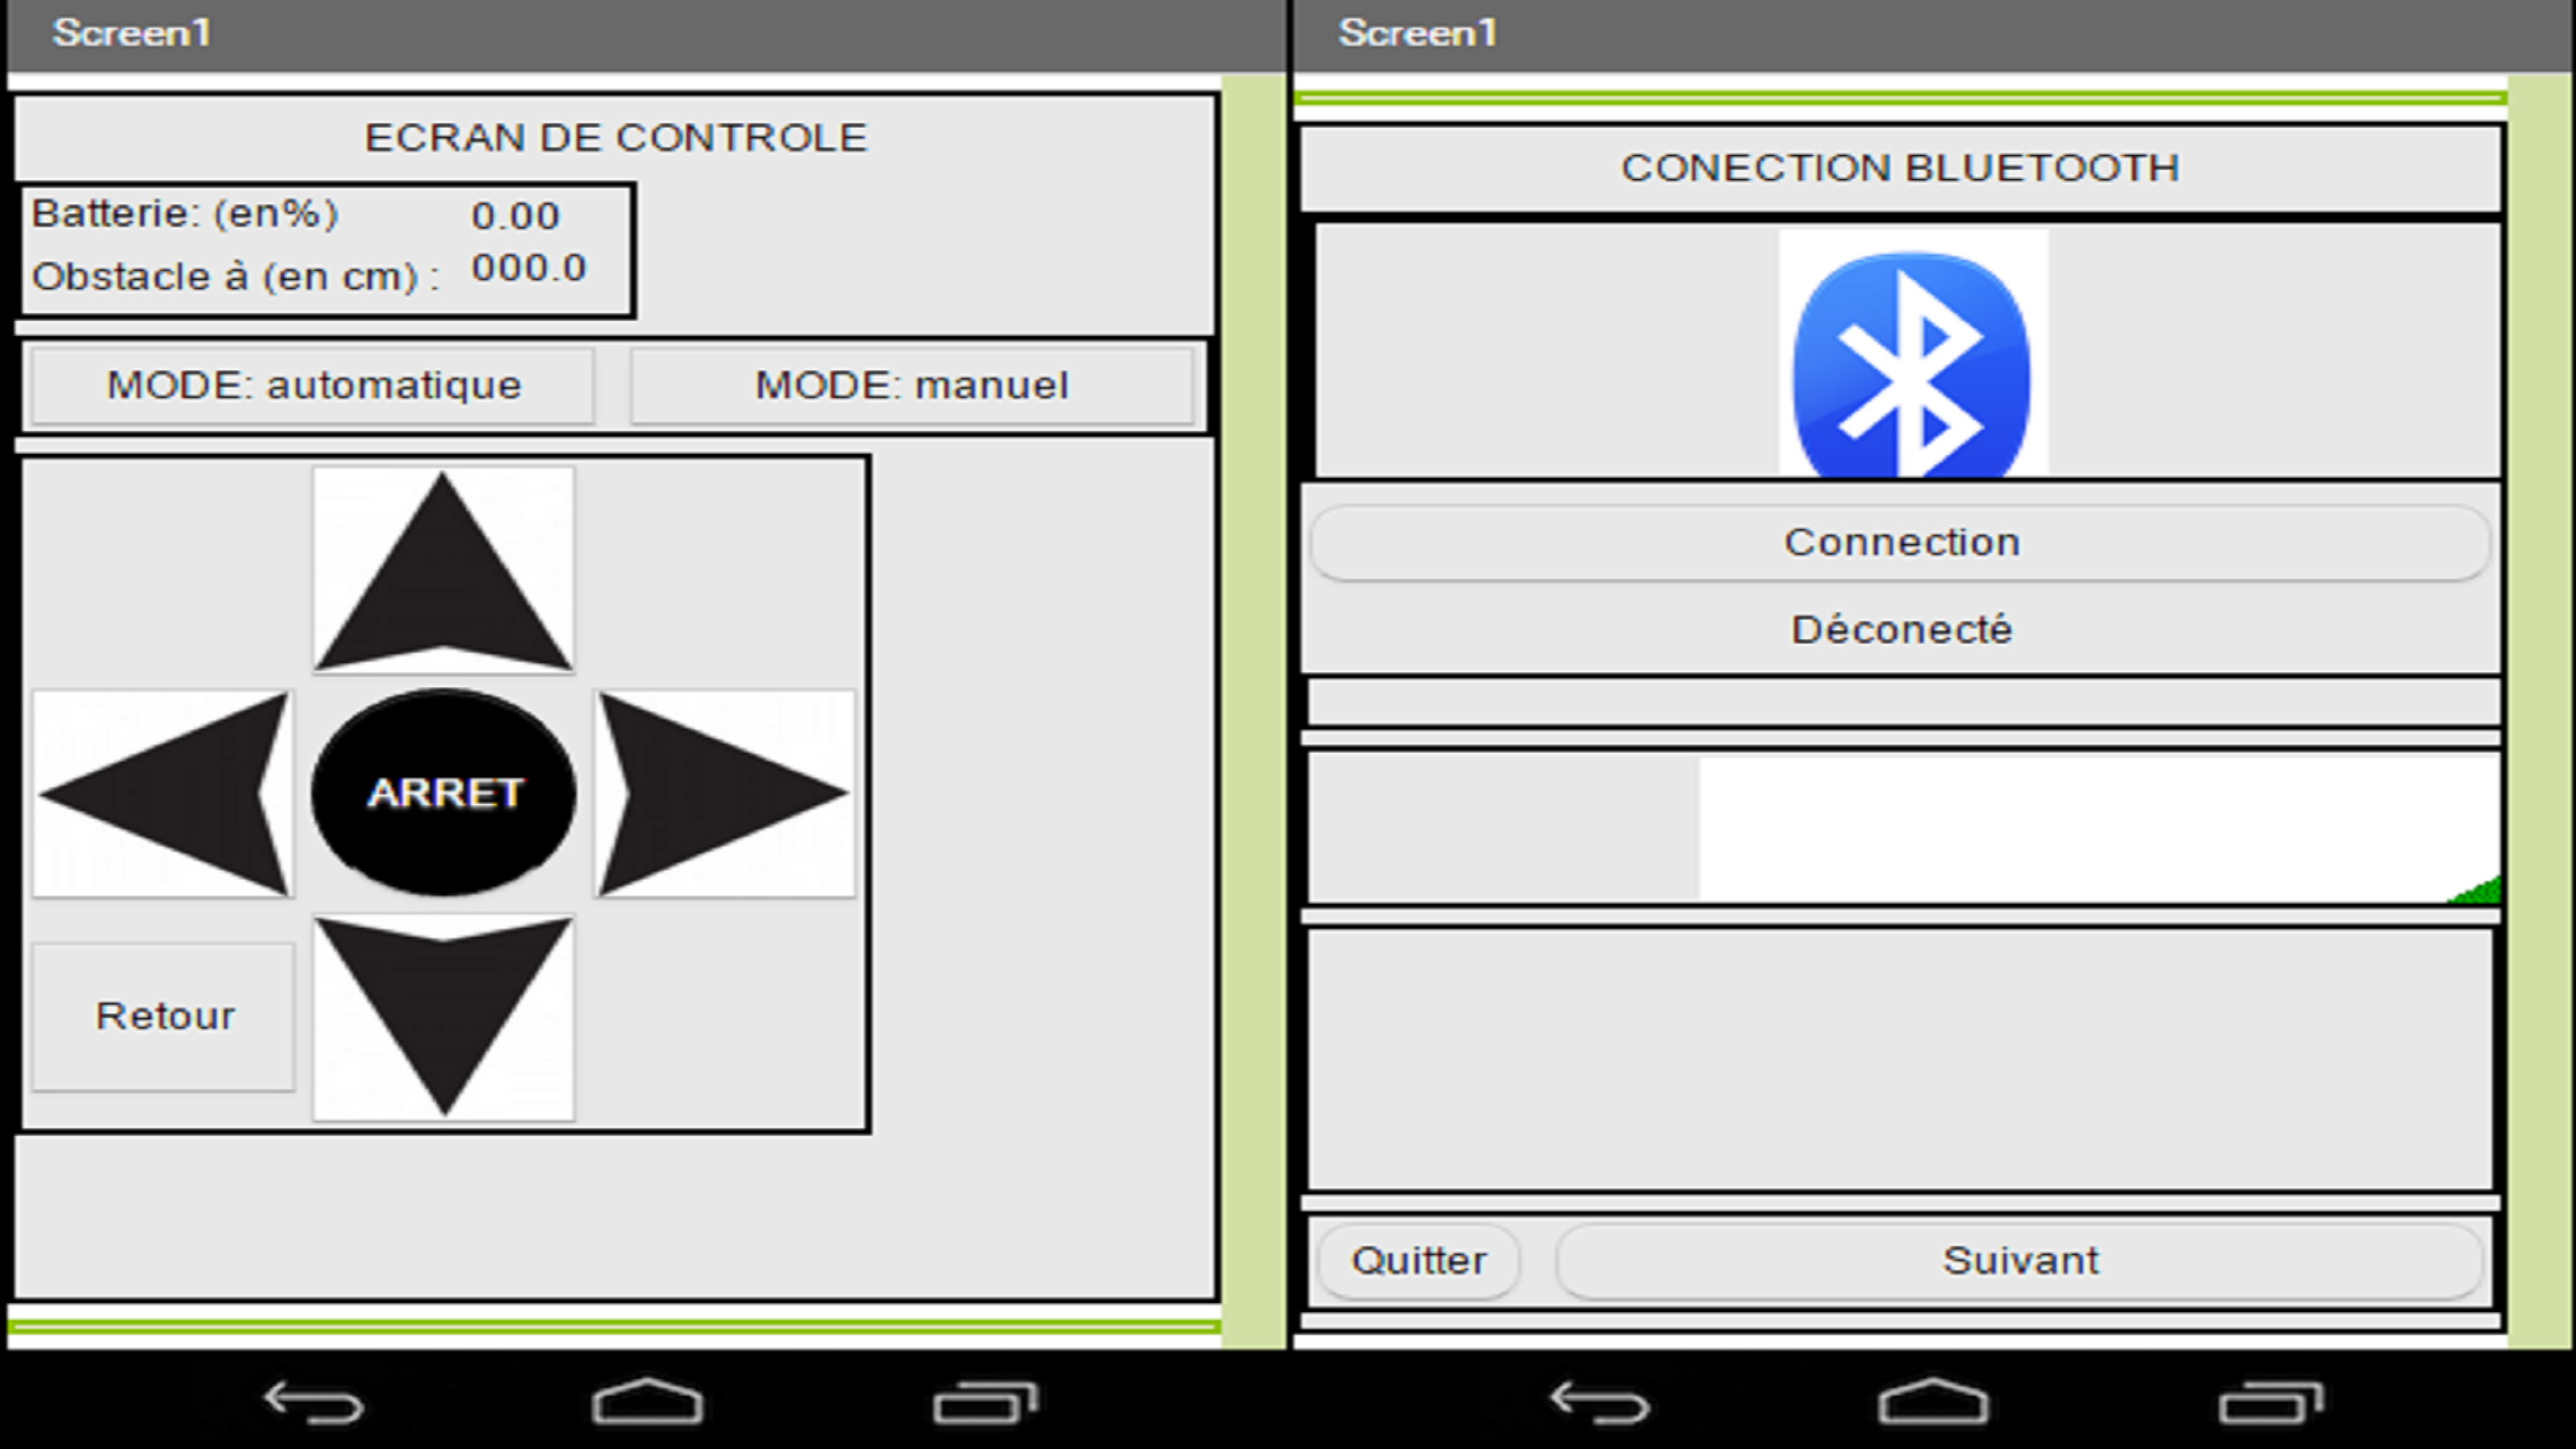 Screen1
ECRAN DE CONTROLE
Batterie: (en%) 0.00
Obstacle à (en cm) : 000.0
MODE: automatique
MODE: manuel
ARRET
Retour
Screen1
CONECTION BLUETOOTH
Connection
Déconecté
Quitter
Suivant